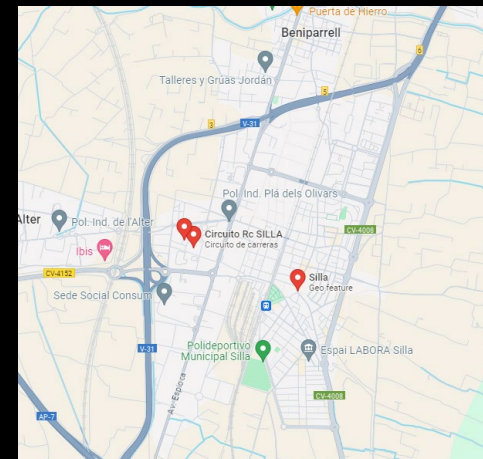 Puerta de Hierro
Beniparrell
Talleres y Grúas Jordán
6
5
3
V-31
Pol. Ind. Plá dels Olivars
Alter
Pol. Ind. de l'Alter
CV-4008
Circuito Rc SILLA
Circuito de carreras
Ibis
CV-4152
Silla
Geo feature
Sede Social Consum
V-31
Polideportivo
Municipal Silla
Espai LABORA Silla
Av. Espioca
CV-4008
AP-7